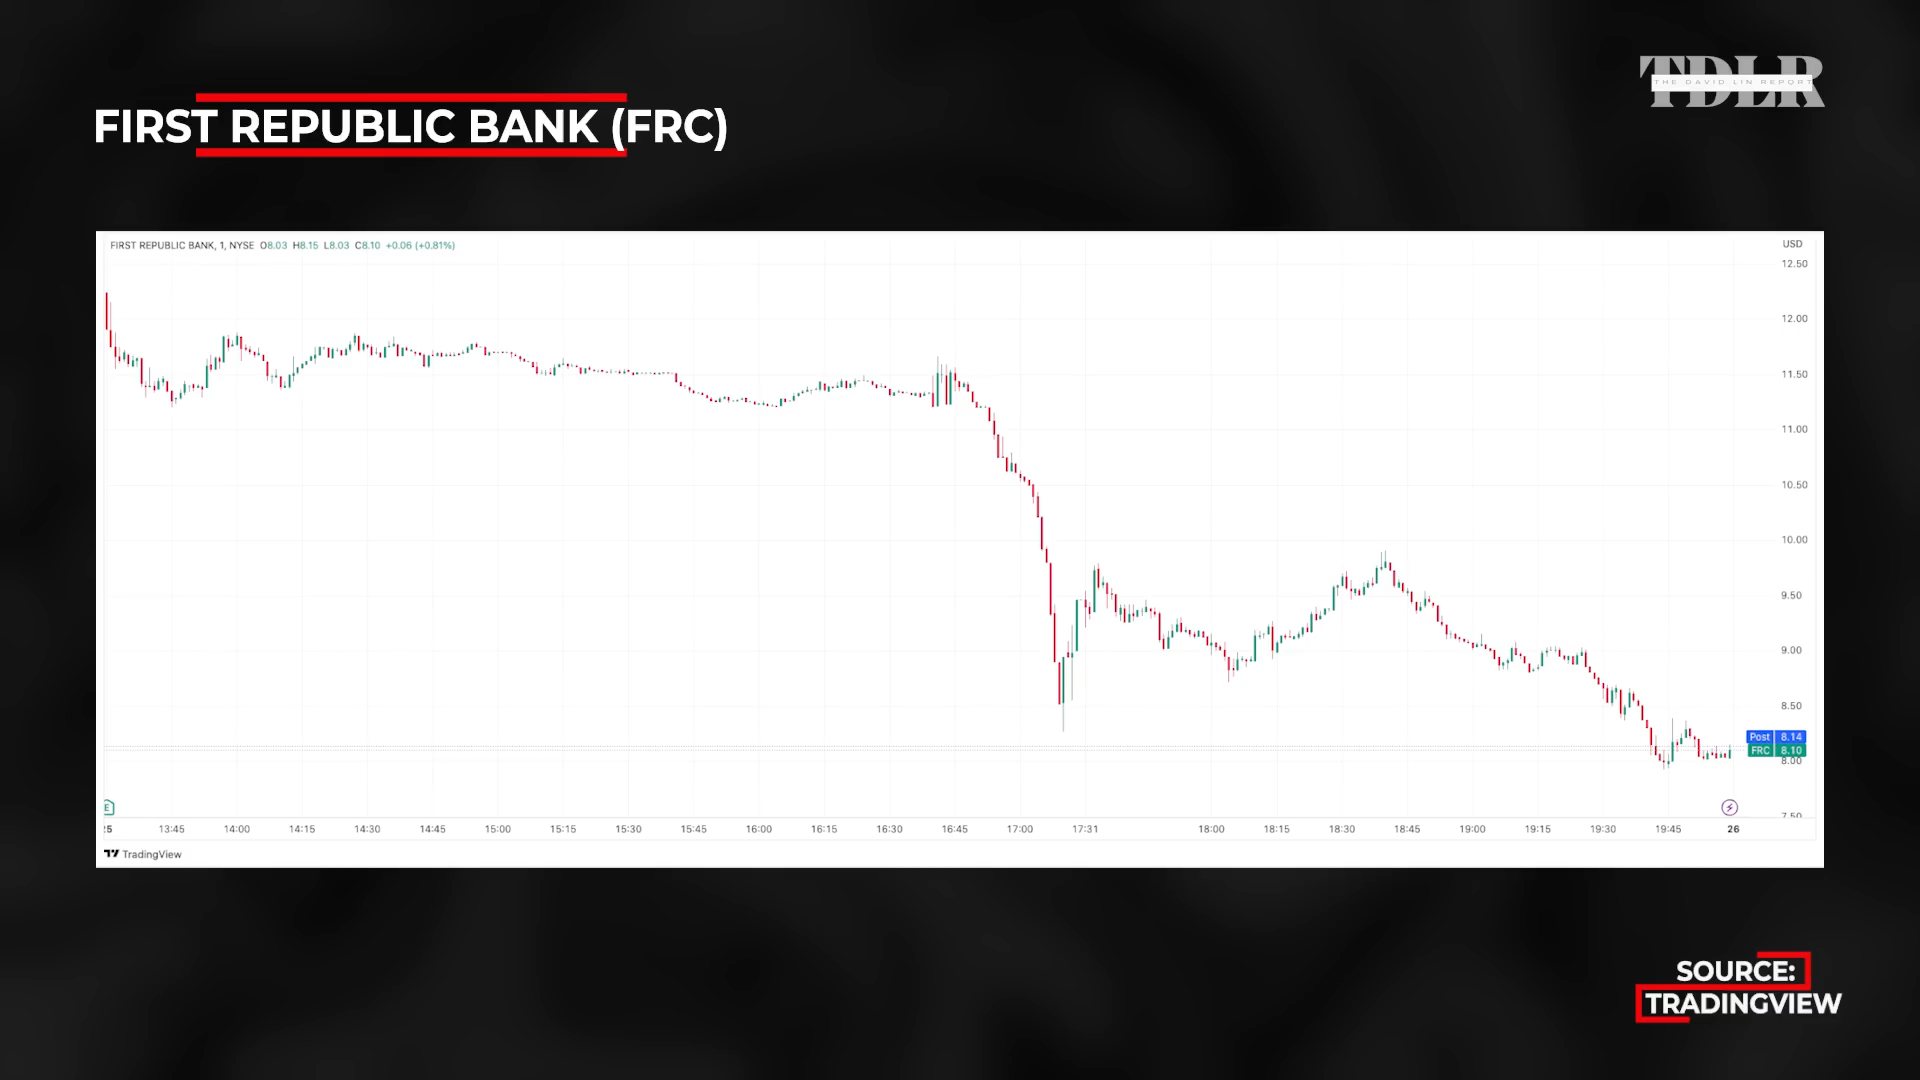 TDLR
THE DAVID LIN REPORT
FIRST REPUBLIC BANK (FRC)
FIRST REPUBLIC BANK, 1, NYSE O8.03 H8.15 L8.03 C8.10 +0.06 (+0.81%)
USD
12.50
12.00
11.50
11.00
10.50
10.00
9.50
9.00
8.50
Post 8.14
FRC 8.10
8.00
7.50
E
13:45 14:00 14:15 14:30 14:45 15:00 15:15 15:30 15:45 16:00 16:15 16:30 16:45 17:00 17:31 18:00 18:15 18:30 18:45 19:00 19:15 19:30 19:45 26
TradingView
SOURCE:
TRADINGVIEW